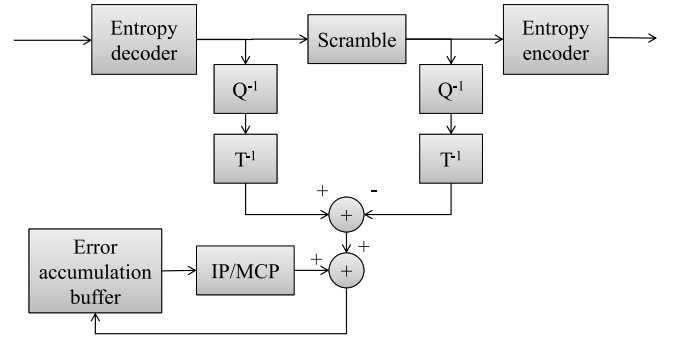 Entropy
decoder
Scramble
Entropy
encoder
Q⁻¹
Q⁻¹
T⁻¹
T⁻¹
+
-
+
+
Error
accumulation
buffer
IP/MCP
+
+